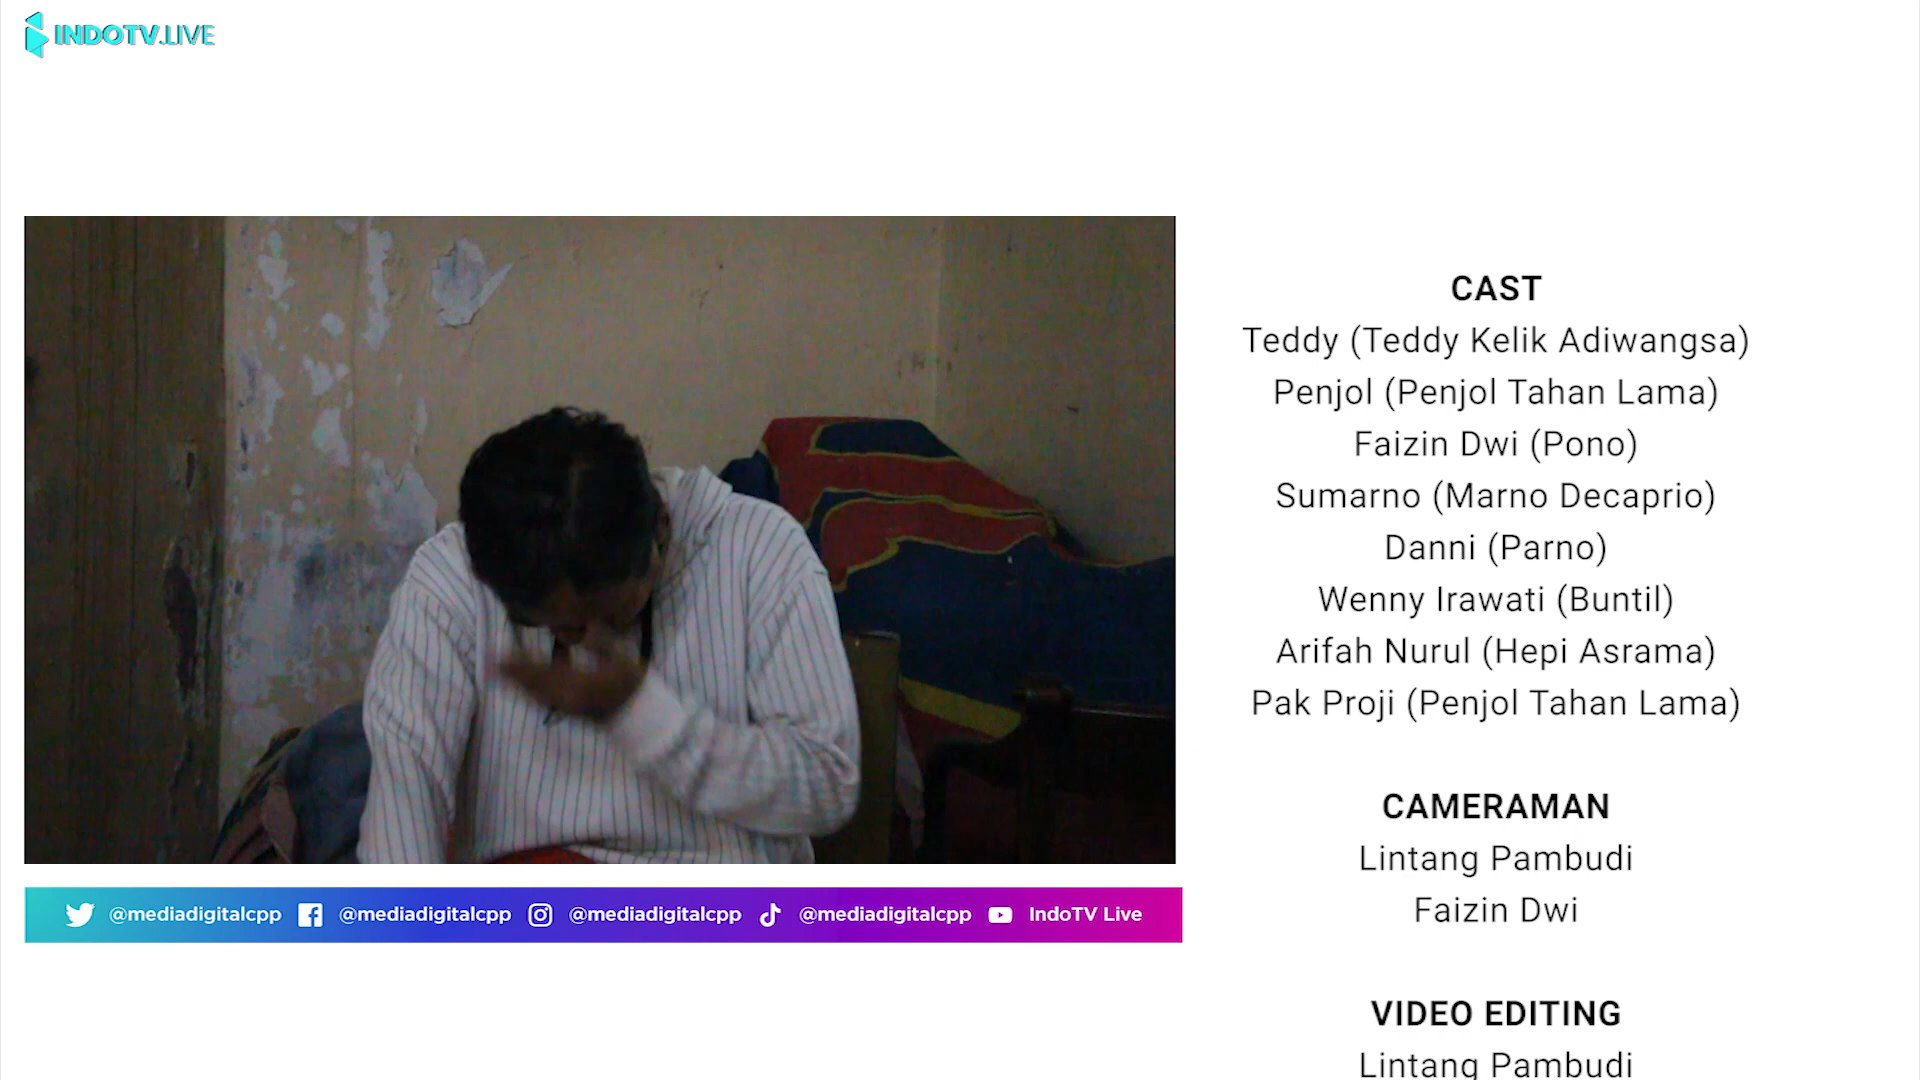 INDOTV.LIVE
CAST
Teddy (Teddy Kelik Adiwangsa)
Penjol (Penjol Tahan Lama)
Faizin Dwi (Pono)
Sumarno (Marno Decaprio)
Danni (Parno)
Wenny Irawati (Buntil)
Arifah Nurul (Hepi Asrama)
Pak Proji (Penjol Tahan Lama)
CAMERAMAN
Lintang Pambudi
Faizin Dwi
VIDEO EDITING
Lintang Pambudi
@mediadigitalcpp @mediadigitalcpp @mediadigitalcpp @mediadigitalcpp IndoTV Live